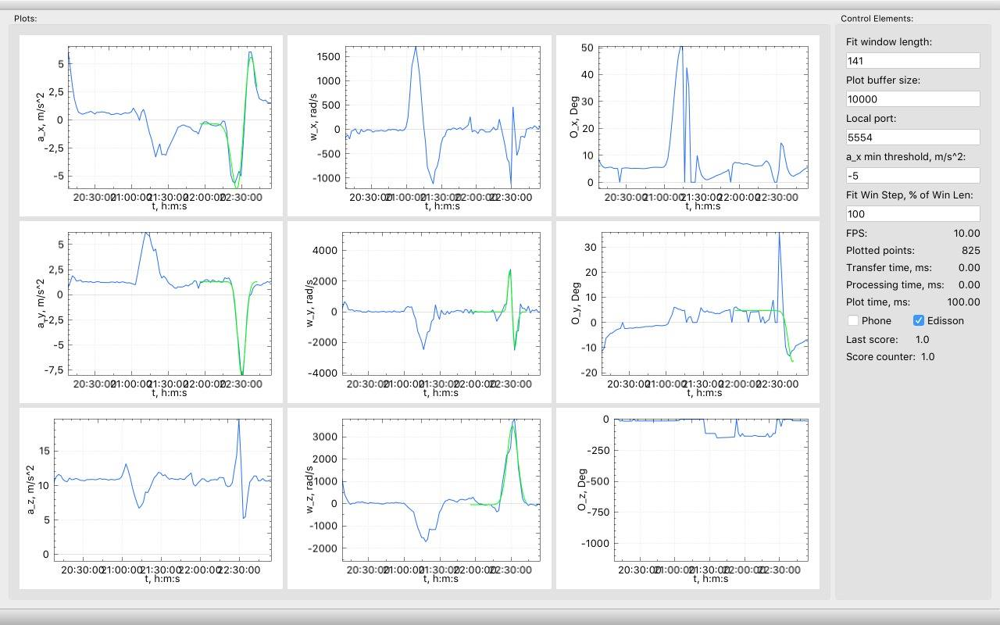 Plots:
Control Elements:
a_x, m/s^2
5
2,5
0
-2,5
-5
20:30:00 21:00:00 21:30:00 22:00:00 22:30:00
t, h:m:s
w_x, rad/s
1500
1000
500
0
-500
-1000
20:30:00 21:00:00 21:30:00 22:00:00 22:30:00
t, h:m:s
O_x, Deg
50
40
30
20
10
0
20:30:00 21:00:00 21:30:00 22:00:00 22:30:00
t, h:m:s
a_y, m/s^2
5
2,5
0
-2,5
-5
-7,5
20:30:00 21:00:00 21:30:00 22:00:00 22:30:00
t, h:m:s
w_y, rad/s
4000
2000
0
-2000
-4000
20:30:00 21:00:00 21:30:00 22:00:00 22:30:00
t, h:m:s
O_y, Deg
30
20
10
0
-10
-20
20:30:00 21:00:00 21:30:00 22:00:00 22:30:00
t, h:m:s
a_z, m/s^2
15
10
5
0
20:30:00 21:00:00 21:30:00 22:00:00 22:30:00
t, h:m:s
w_z, rad/s
3000
2000
1000
0
-1000
-2000
20:30:00 21:00:00 21:30:00 22:00:00 22:30:00
t, h:m:s
O_z, Deg
0
-250
-500
-750
-1000
20:30:00 21:00:00 21:30:00 22:00:00 22:30:00
t, h:m:s
Fit window length:
141
Plot buffer size:
10000
Local port:
5554
a_x min threshold, m/s^2:
-5
Fit Win Step, % of Win Len:
100
FPS: 10.00
Plotted points: 825
Transfer time, ms: 0.00
Processing time, ms: 0.00
Plot time, ms: 100.00
Phone Edisson
Last score: 1.0
Score counter: 1.0